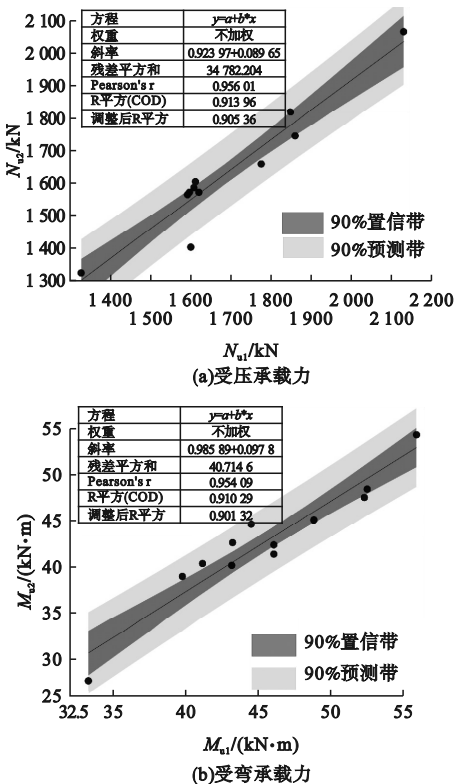 方程 y=a+b*x
权重 不加权
斜率 0.923 97+0.089 65
残差平方和 34 782.204
Pearson's r 0.956 01
R平方(COD) 0.913 96
调整后R平方 0.905 36
2 100
2 000
1 900
1 800
1 700
1 600
1 500
1 400
1 300
Nu2/kN
90%置信带
90%预测带
1 400 1 600 1 800 2 000 2 200
1 500 1 700 1 900 2 100
Nu1/kN
(a)受压承载力
方程 y=a+b*x
权重 不加权
斜率 0.985 89+0.097 8
残差平方和 40.714 6
Pearson's r 0.954 09
R平方(COD) 0.910 29
调整后R平方 0.901 32
55
50
45
40
35
30
25
Mu2/(kN·m)
90%置信带
90%预测带
32.5 35 40 45 50 55
Mu1/(kN·m)
(b)受弯承载力